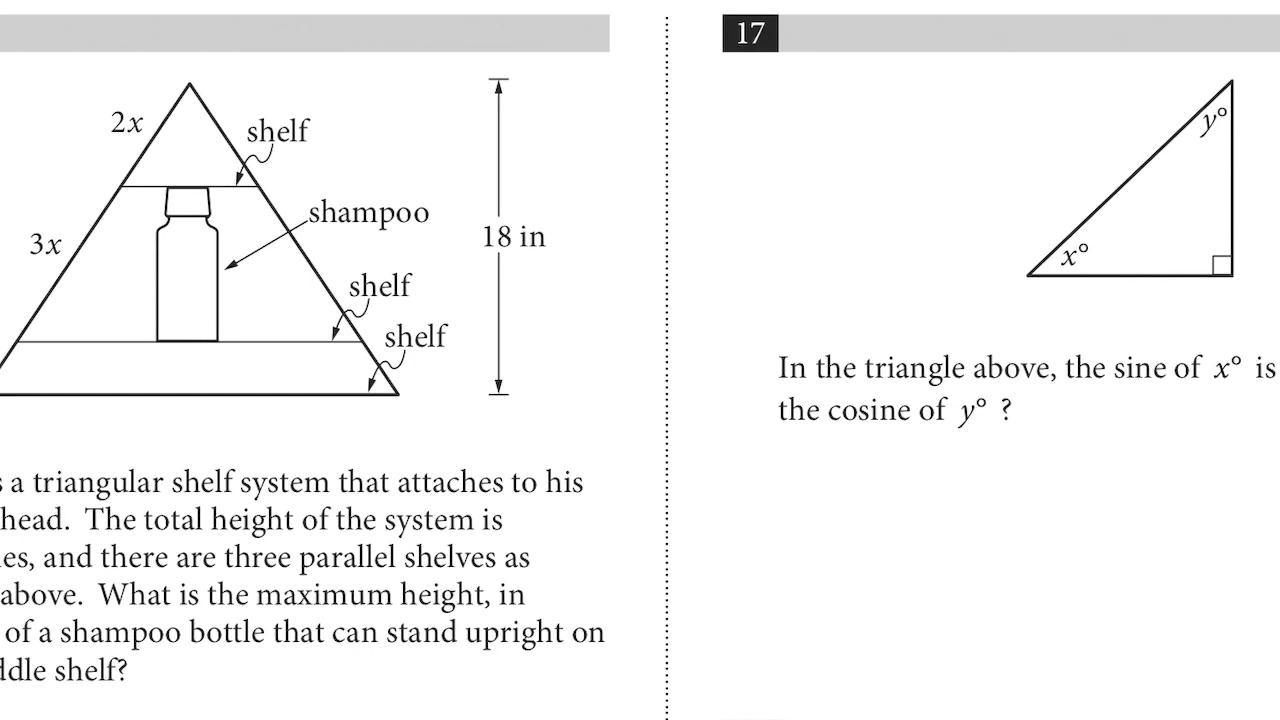 2x
shelf
shampoo
3x
18 in
shelf
shelf
a triangular shelf system that attaches to his
head. The total height of the system is
es, and there are three parallel shelves as
above. What is the maximum height, in
of a shampoo bottle that can stand upright on
ddle shelf?
17
y°
x°
In the triangle above, the sine of x° is
the cosine of y° ?